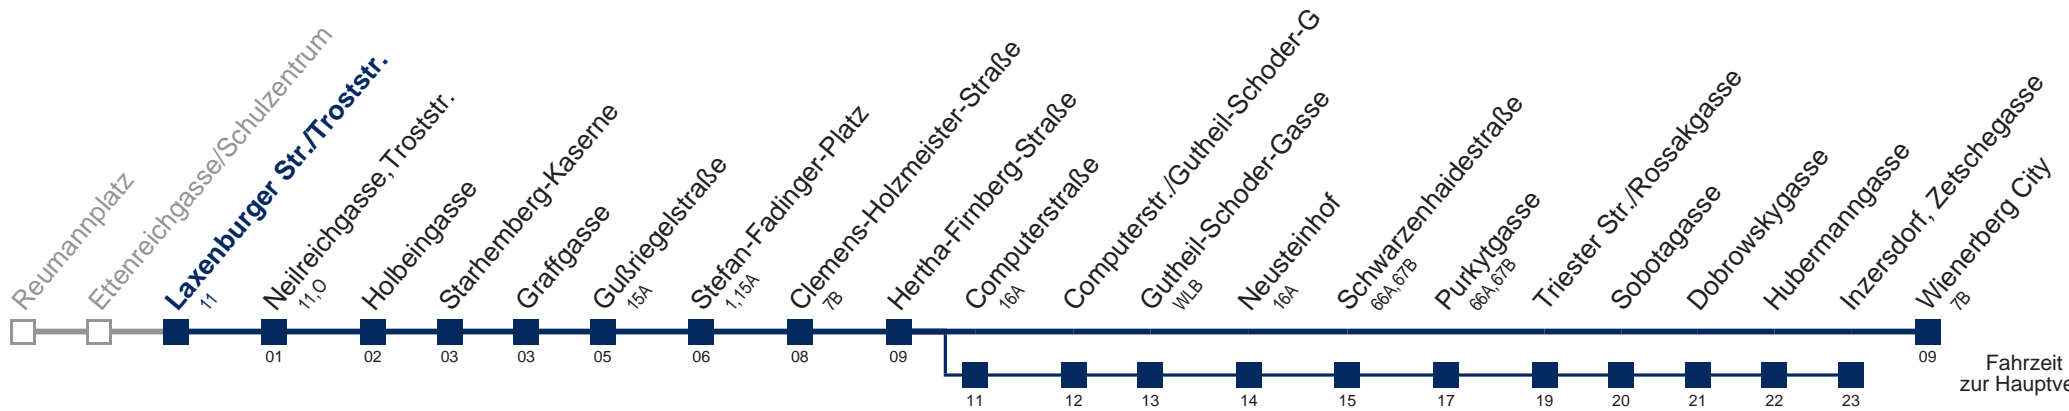 Reumannplatz
Ettenreichgasse/Schulzentrum
Laxenburger Str./Troststr.
11
Neilreichgasse,Troststr.
11,O
Holbeingasse
Starhemberg-Kaserne
Graffgasse
Gußriegelstraße
15A
Stefan-Fadinger-Platz
1,15A
Clemens-Holzmeister-Straße
7B
Hertha-Firnberg-Straße
Computerstraße
16A
Computerstr./Gutheil-Schoder-G
Gutheil-Schoder-Gasse
WLB
Neusteinhof
16A
Schwarzenhaidestraße
66A,67B
Purkytgasse
66A,67B
Triester Str./Rossakgasse
Sobotagasse
Dobrowskygasse
Hubermanngasse
Inzersdorf, Zetschegasse
Wienerberg City
7B
01 02 03 03 05 06 08 09 09
11 12 13 14 15 17 19 20 21 22 23
Fahrzeit
zur Hauptve